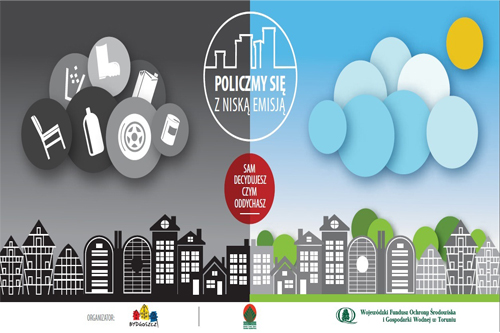 POLICZMY SIĘ
Z NISKĄ EMISJĄ
SAM
DECYDUJESZ
CZYM
ODDYCHASZ
ORGANIZATOR:
BYDGOSZCZ
Wojewódzki Fundusz Ochrony Środowiska
i Gospodarki Wodnej w Toruniu